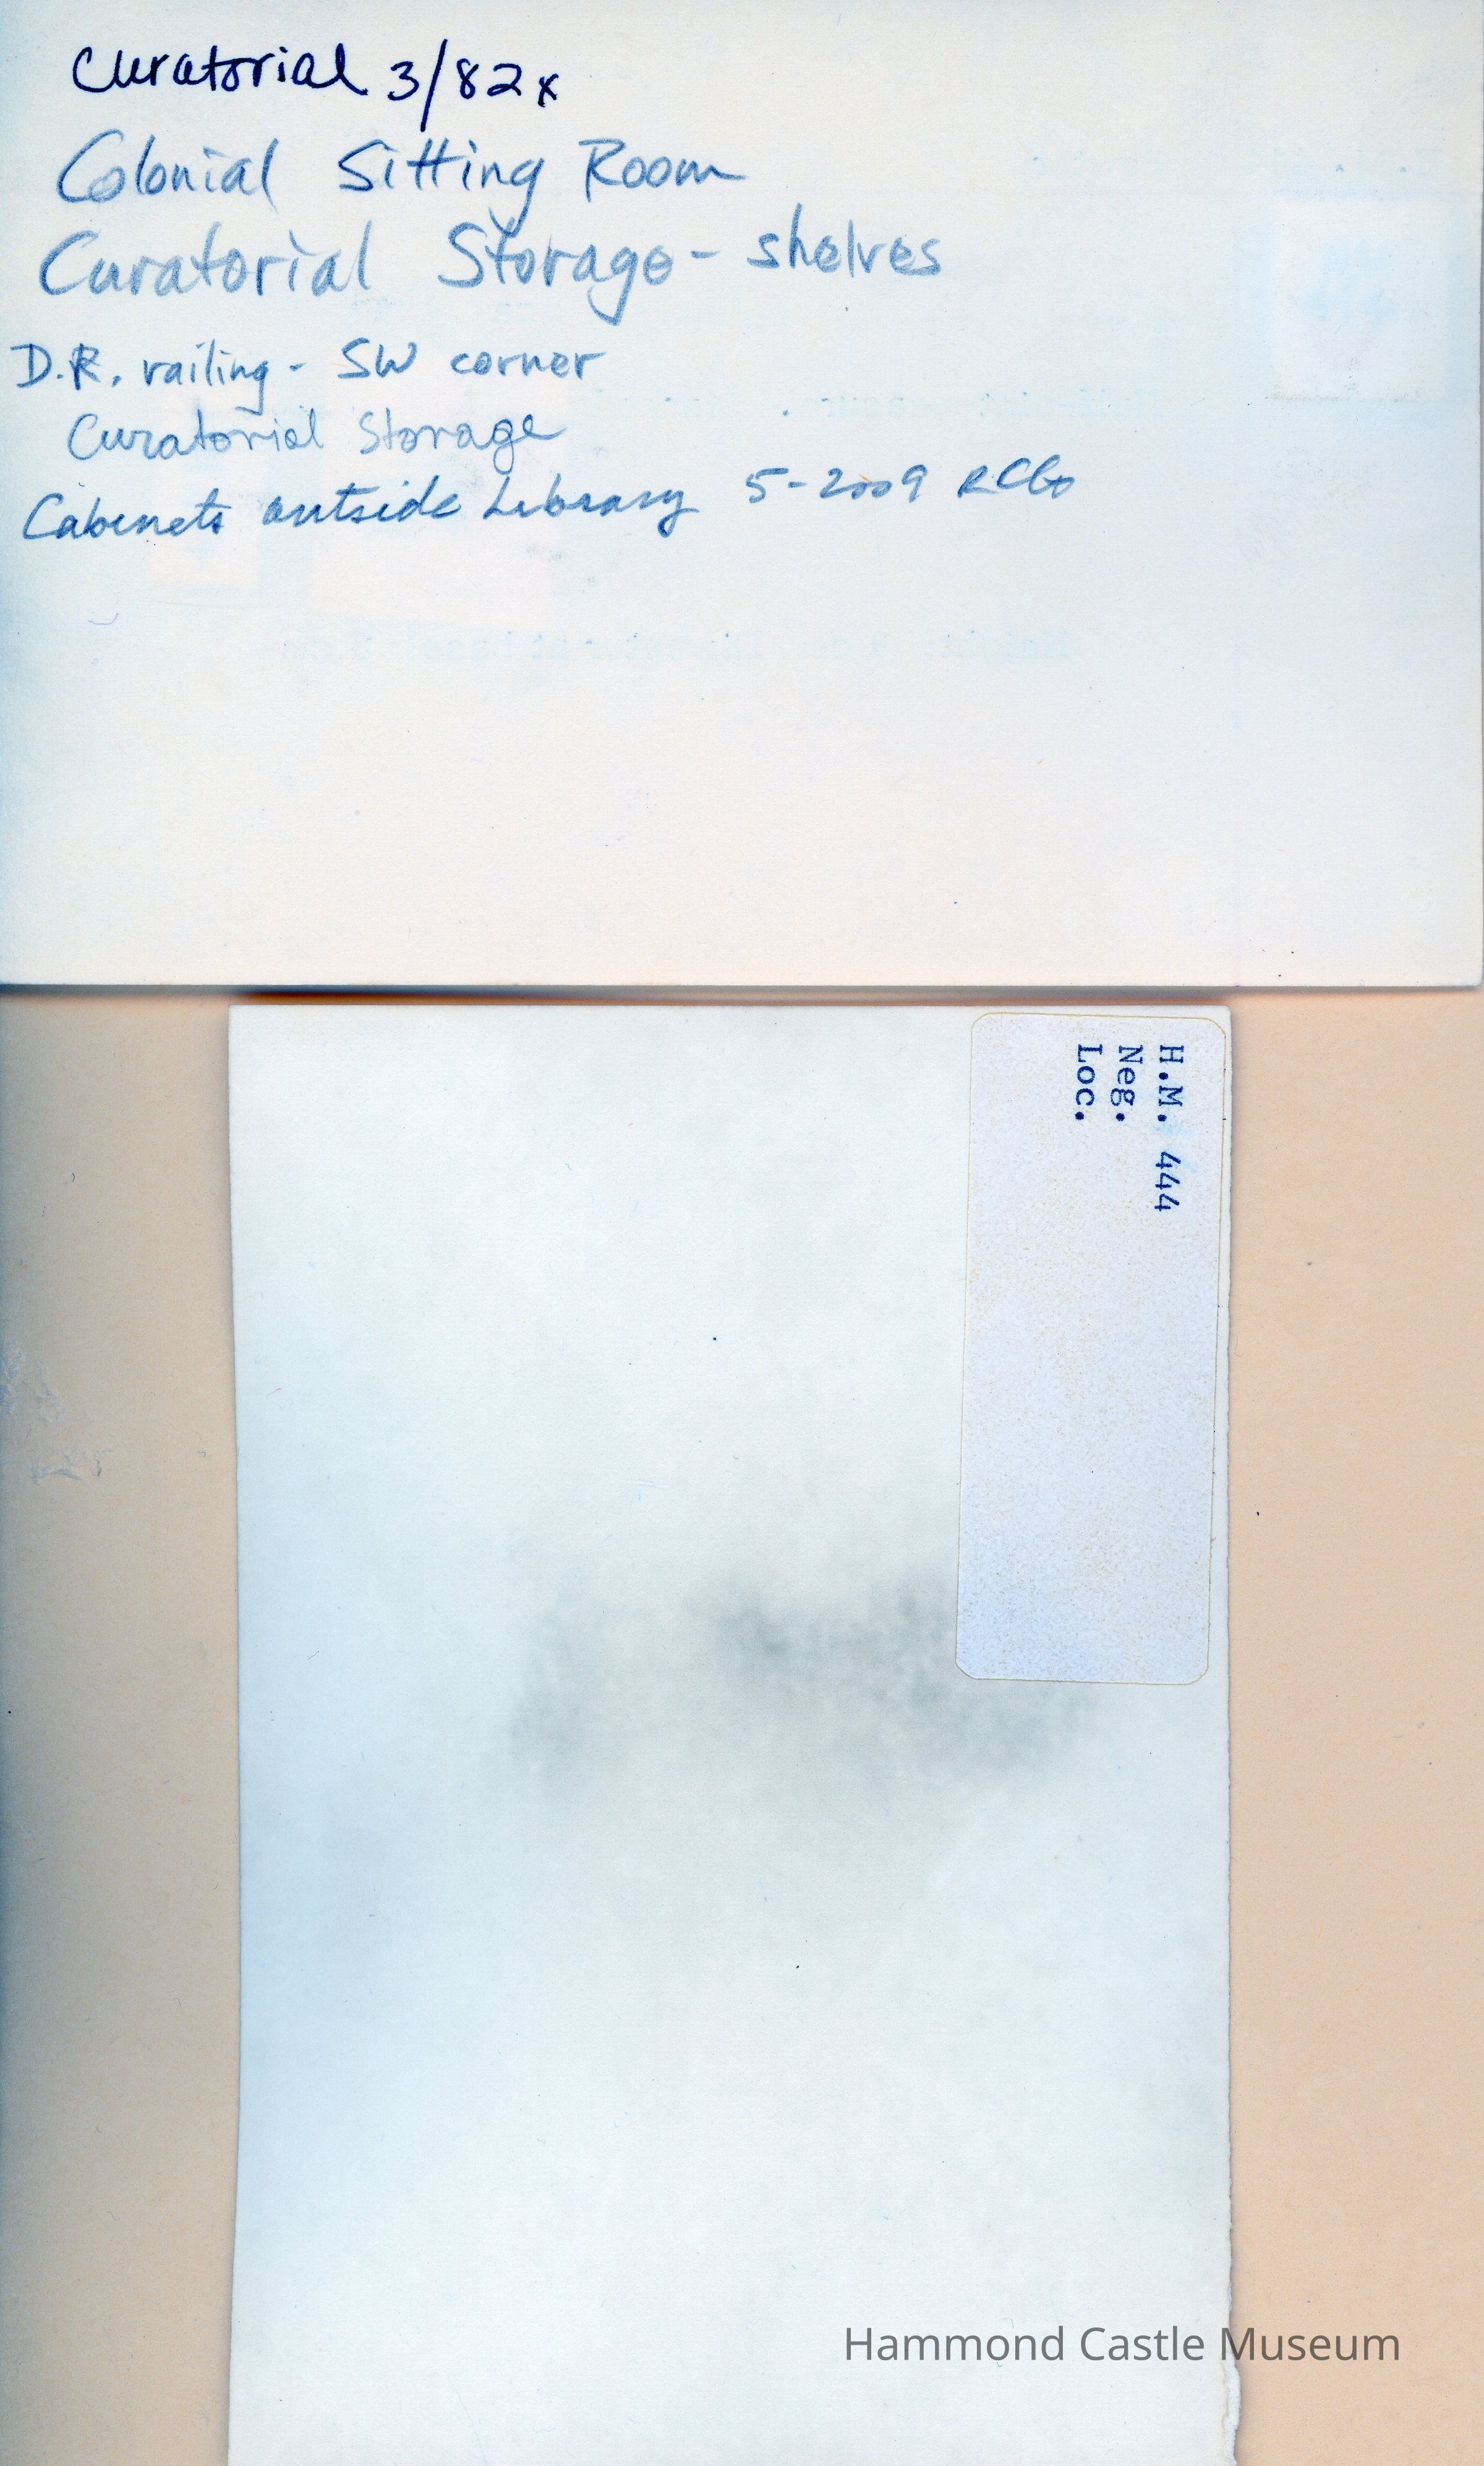 Curatorial 3/82x
Colonial Sitting Room
Curatorial Storage - shelves
D.R. railing - SW corner
Curatorial Storage
Cabinets outside Library 5-2009
H.M. 444
Neg.
Loc.
Hammond Castle Museum